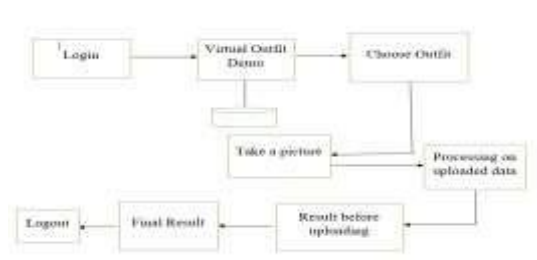 Login
Virtual Outfit
Demo
Choose Outfit
Take a picture
Processing on
uploaded data
Result before
uploading
Final Result
Logout